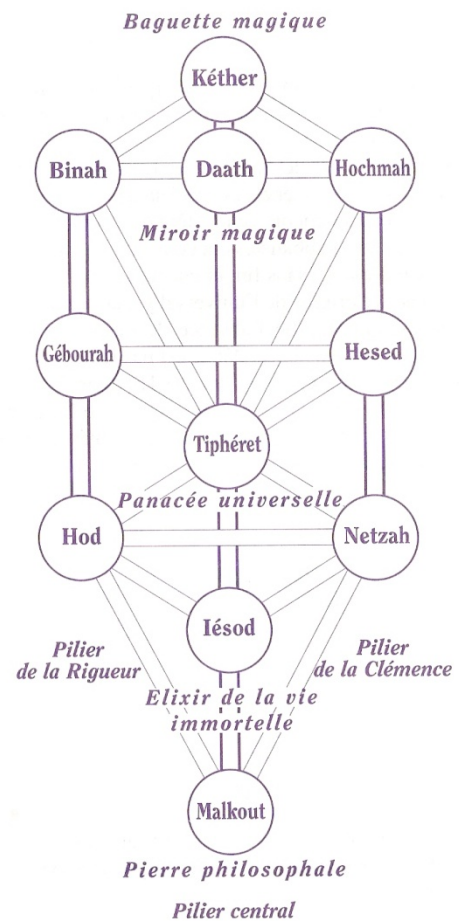 Baguette magique
Kéther
Binah
Daath
Hochmah
Miroir magique
Gébourah
Hesed
Tiphéret
Panacée universelle
Hod
Netzah
Iésod
Pilier
de la Rigueur
Pilier
de la Clémence
Elixir de la vie
immortelle
Malkout
Pierre philosophale
Pilier central